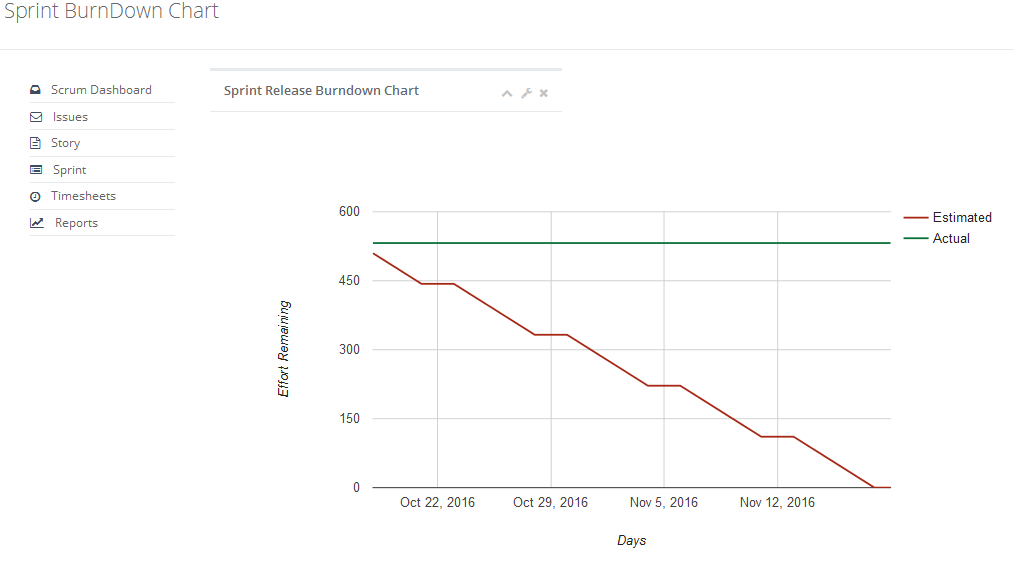 Sprint BurnDown Chart
Scrum Dashboard
Issues
Story
Sprint
Timesheets
Reports
Sprint Release Burndown Chart
600
450
300
150
0
Effort Remaining
Oct 22, 2016
Oct 29, 2016
Nov 5, 2016
Nov 12, 2016
Days
Estimated
Actual